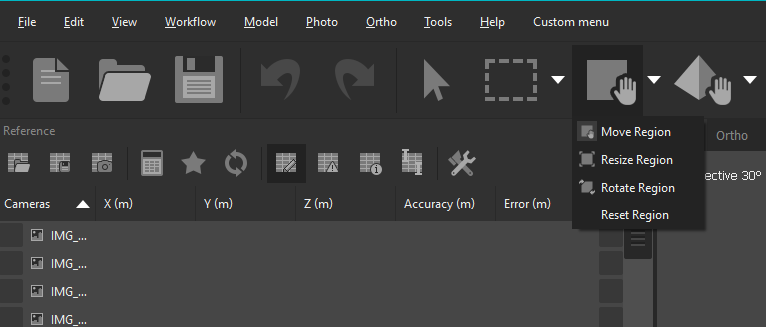 File Edit View Workflow Model Photo Ortho Tools Help Custom menu
Reference
Move Region
Ortho
Resize Region
ective 30°
Rotate Region
Reset Region
Cameras X (m) Y (m) Z (m) Accuracy (m) Error (m)
IMG_...
IMG_...
IMG_...